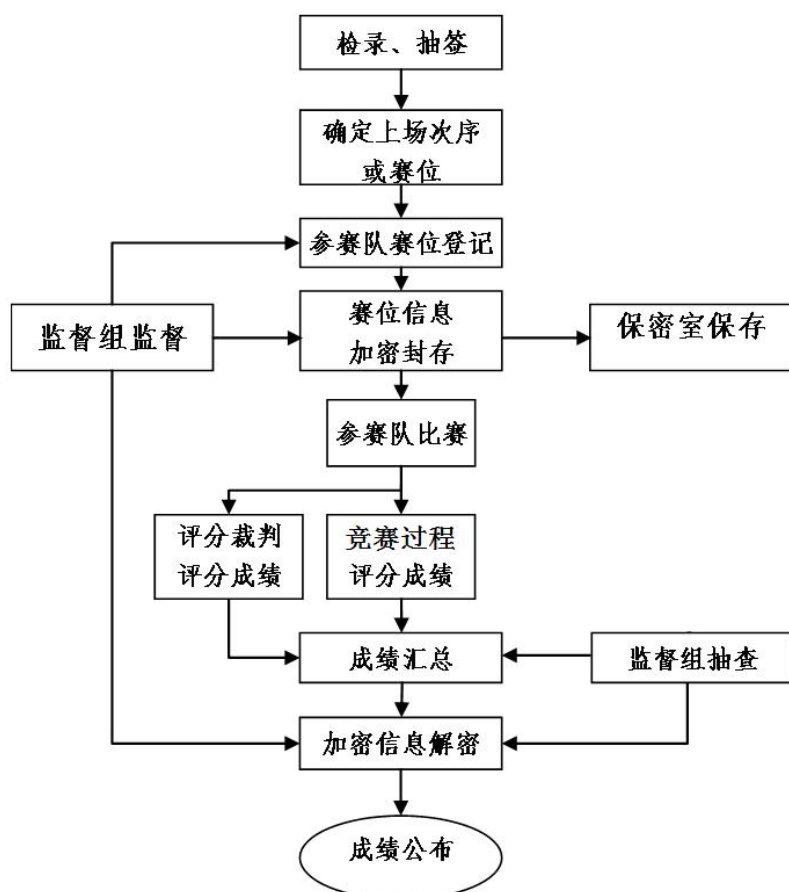 检录、抽签
确定上场次序
或赛位
参赛队赛位登记
监督组监督
赛位信息
加密封存
保密室保存
参赛队比赛
评分裁判
评分成绩
竞赛过程
评分成绩
成绩汇总
监督组抽查
加密信息解密
成绩公布